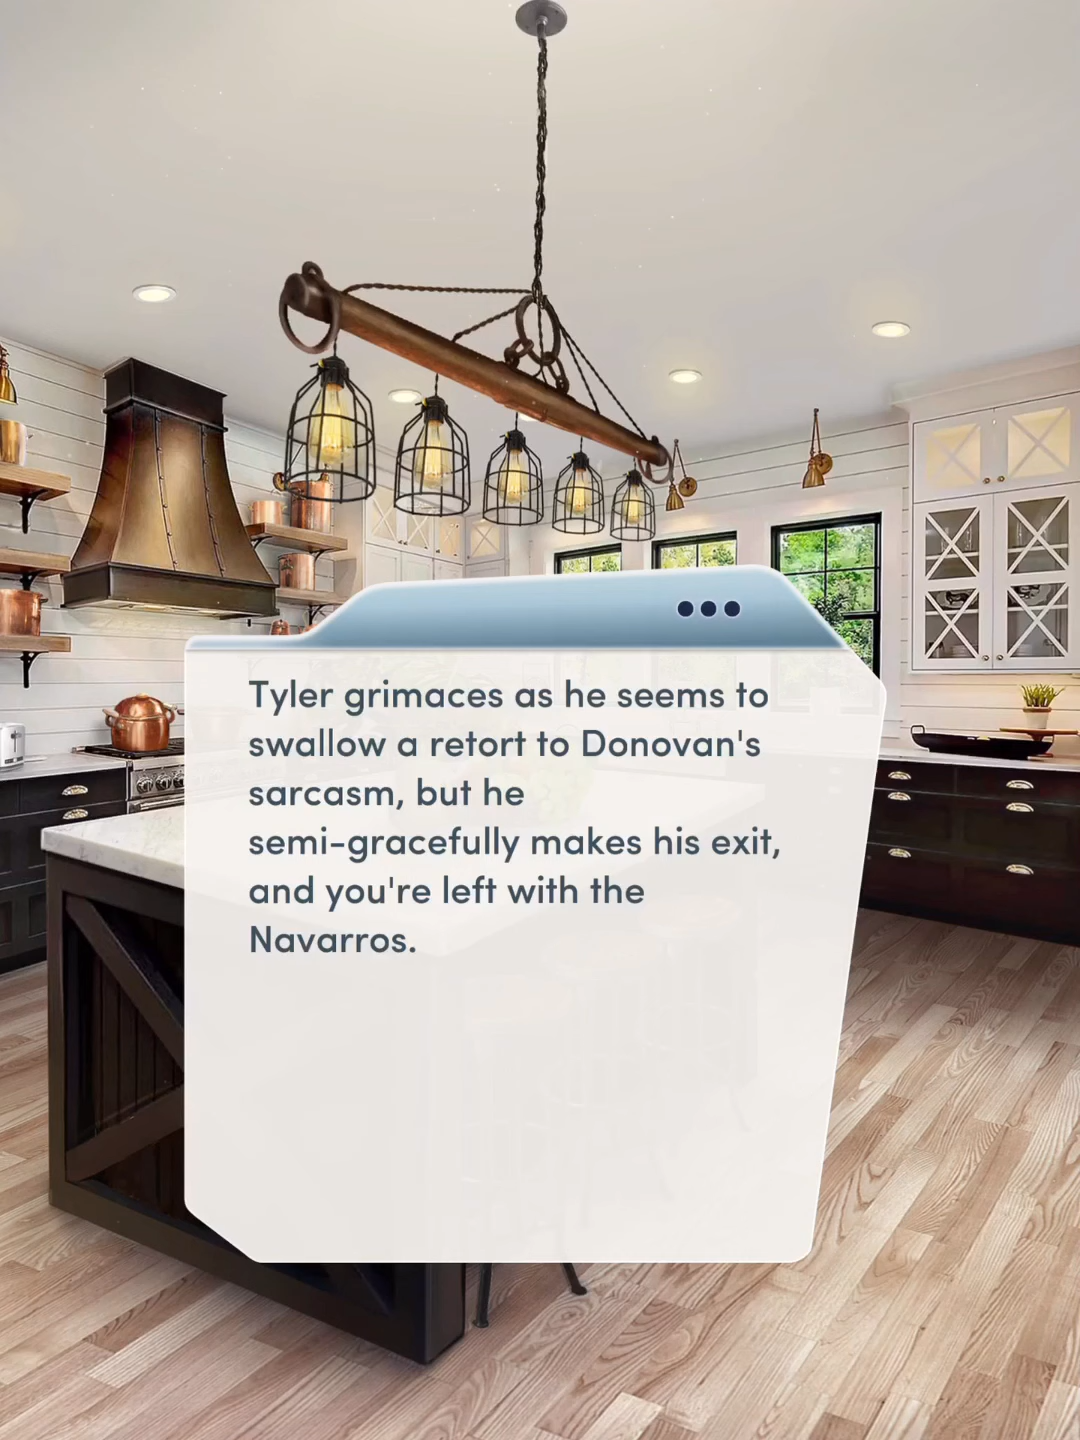 Tyler grimaces as he seems to
swallow a retort to Donovan's
sarcasm, but he
semi-gracefully makes his exit,
and you're left with the
Navarros.